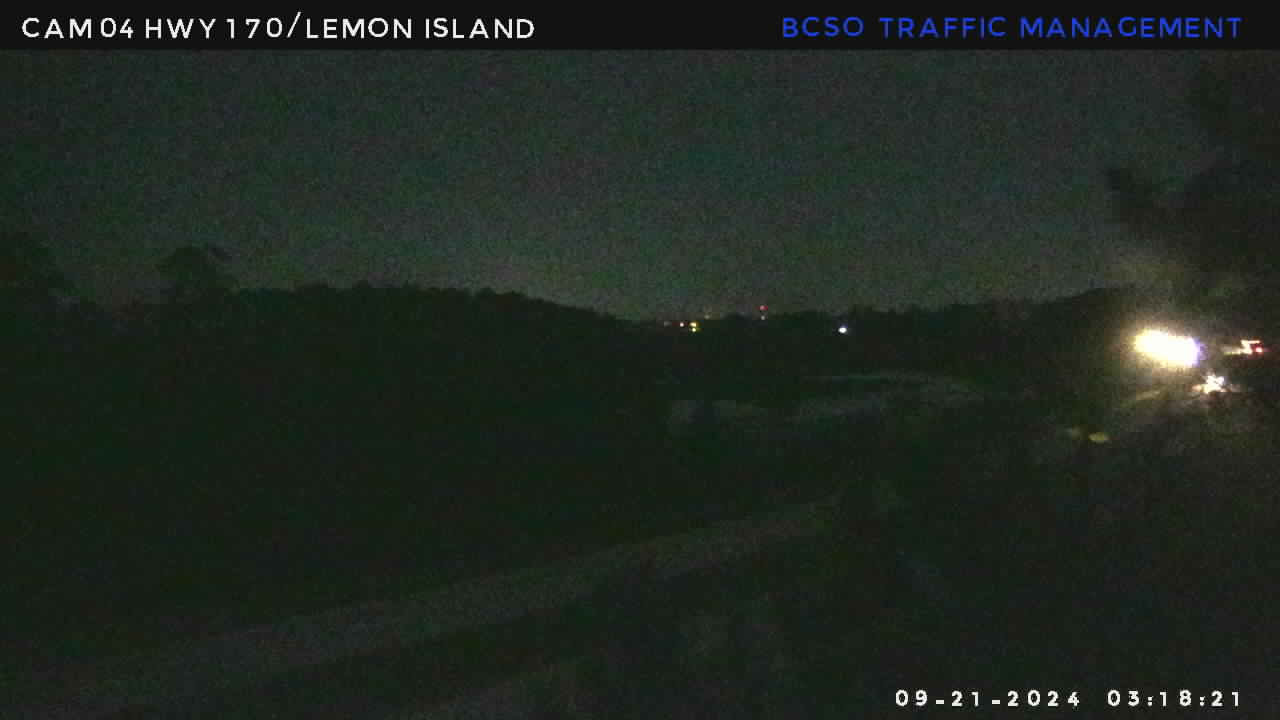 CAM04 HWY 170/LEMON ISLAND
BCSO TRAFFIC MANAGEMENT
09-21-2024 03:18:21